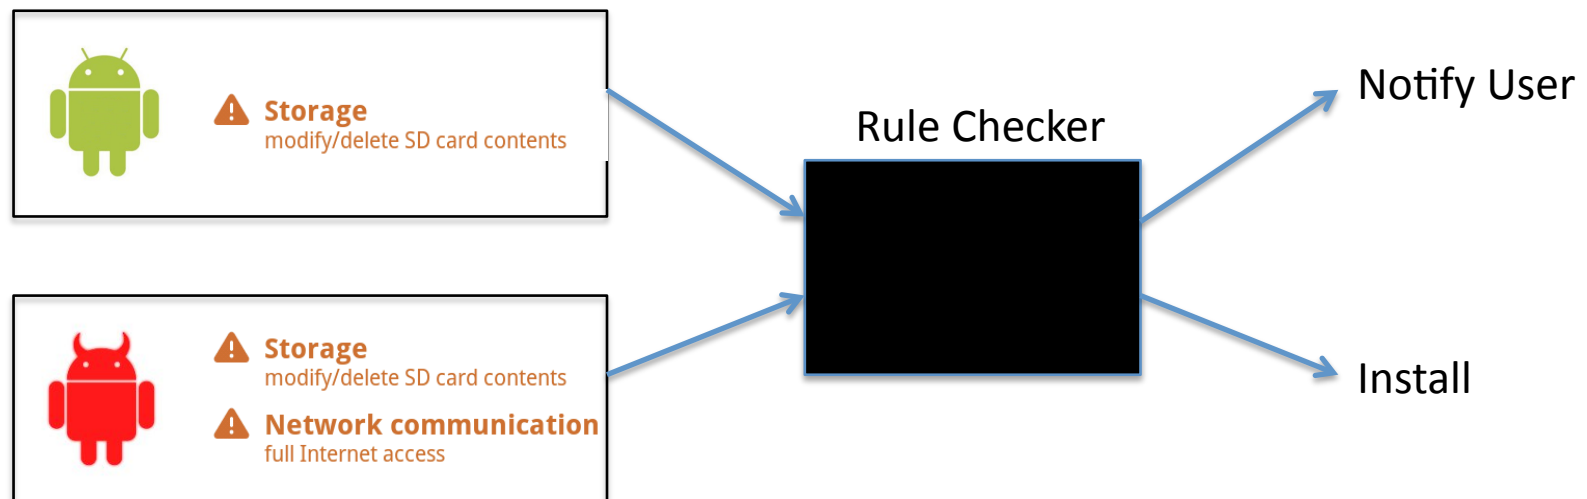 Storage
modify/delete SD card contents
Storage
modify/delete SD card contents
Network communication
full Internet access
Rule Checker
Notify User
Install